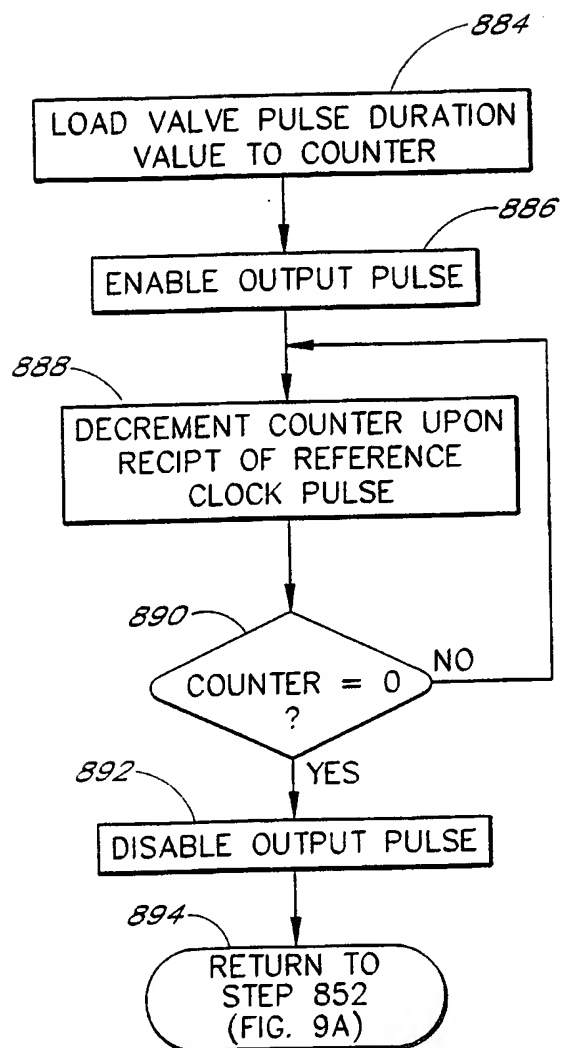 884
LOAD VALVE PULSE DURATION
VALUE TO COUNTER
886
ENABLE OUTPUT PULSE
888
DECREMENT COUNTER UPON
RECIPT OF REFERENCE
CLOCK PULSE
890
COUNTER = 0
?
NO
YES
892
DISABLE OUTPUT PULSE
894
RETURN TO
STEP 852
(FIG. 9A)